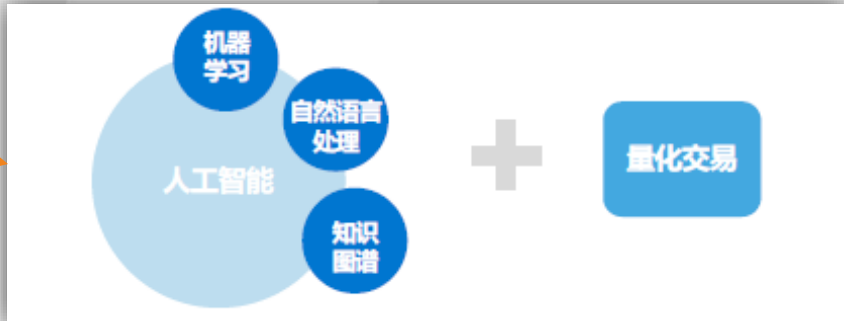 机器
学习
自然语言
处理
人工智能
量化交易
知识
图谱